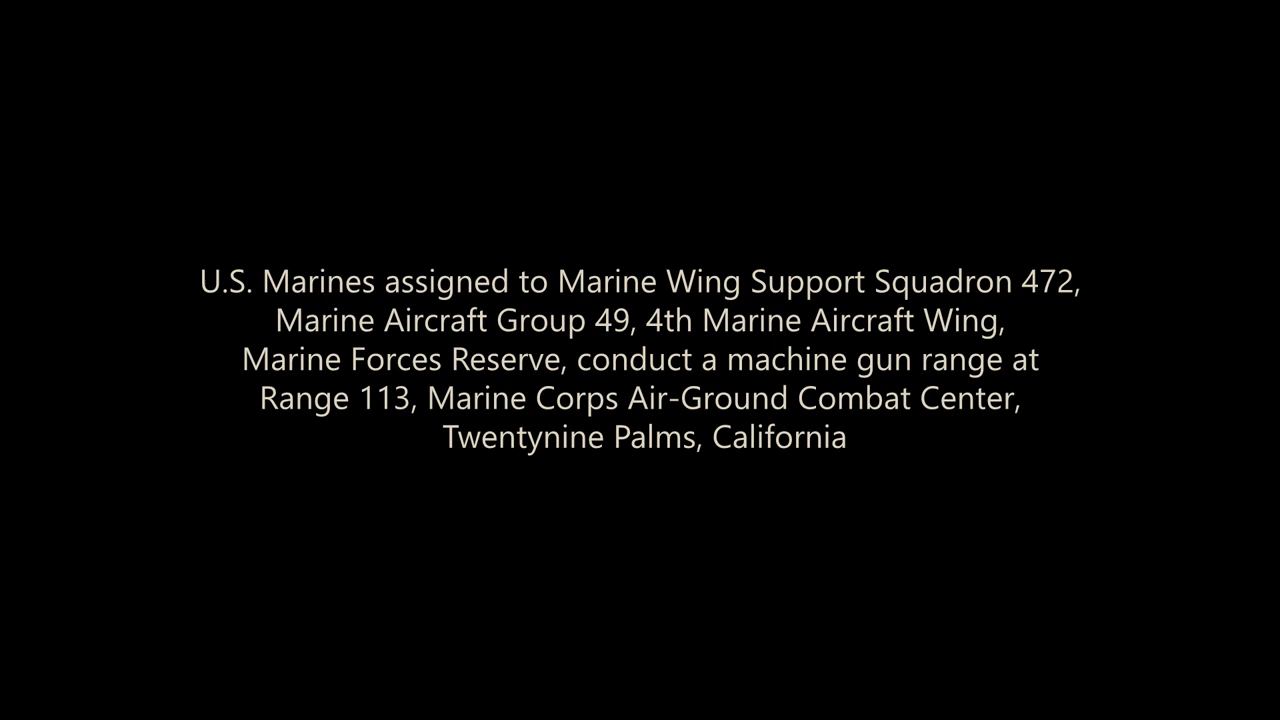 U.S. Marines assigned to Marine Wing Support Squadron 472,
Marine Aircraft Group 49, 4th Marine Aircraft Wing,
Marine Forces Reserve, conduct a machine gun range at
Range 113, Marine Corps Air-Ground Combat Center,
Twentynine Palms, California